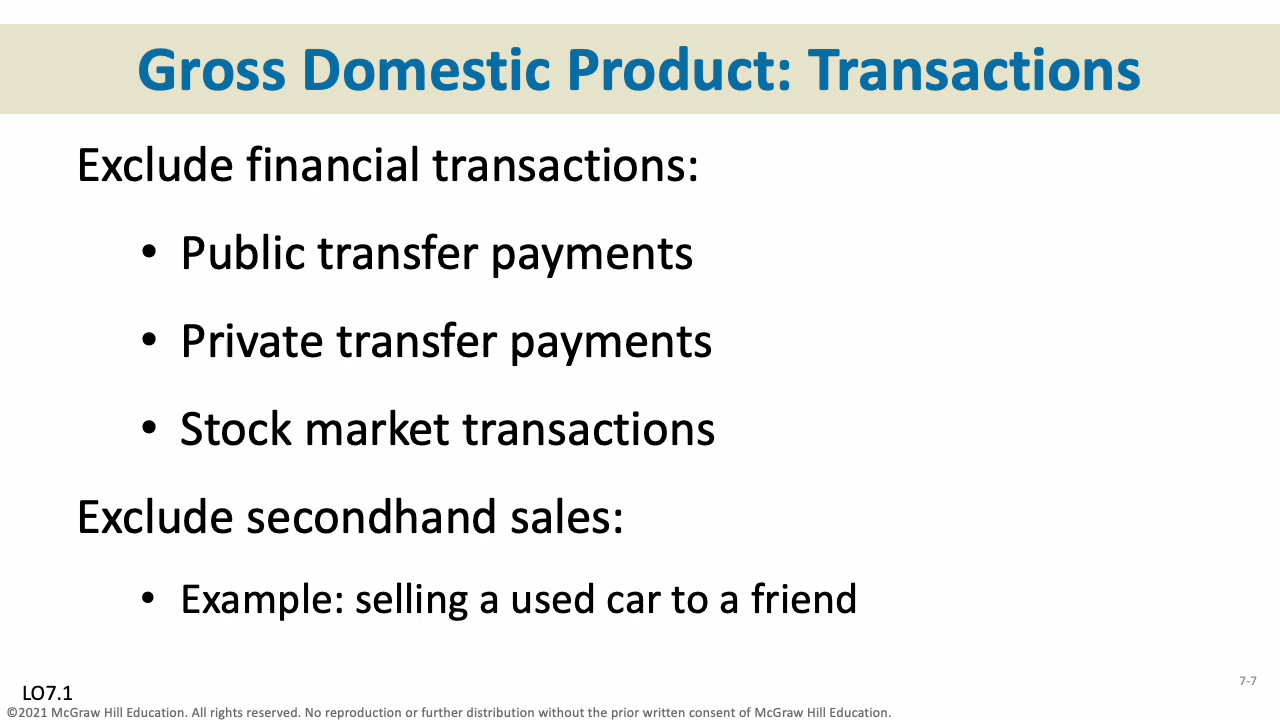 Gross Domestic Product: Transactions
Exclude financial transactions:
• Public transfer payments
• Private transfer payments
• Stock market transactions
Exclude secondhand sales:
• Example: selling a used car to a friend
7-7
LO7.1
©2021 McGraw Hill Education. All rights reserved. No reproduction or further distribution without the prior written consent of McGraw Hill Education.